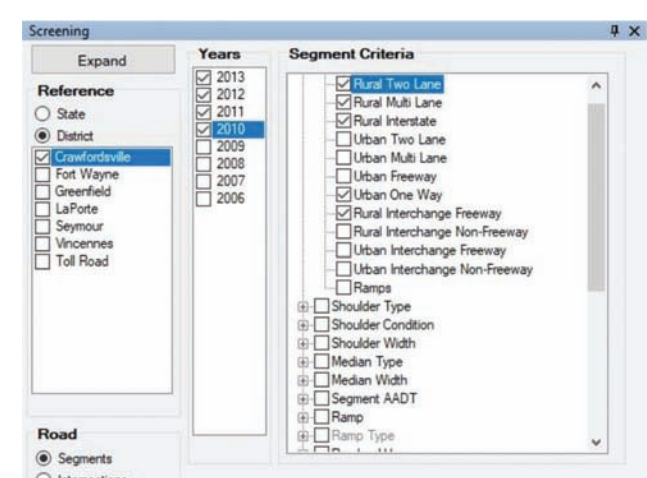 Screening
Expand
Reference
State
District
Crawfordsville
Fort Wayne
Greenfield
LaPorte
Seymour
Vincennes
Toll Road
Road
Segments
Intersections
Years
2013
2012
2011
2010
2009
2008
2007
2006
Segment Criteria
Rural Two Lane
Rural Multi Lane
Rural Interstate
Urban Two Lane
Urban Multi Lane
Urban Freeway
Urban One Way
Rural Interchange Freeway
Rural Interchange Non-Freeway
Urban Interchange Freeway
Urban Interchange Non-Freeway
Ramps
Shoulder Type
Shoulder Condition
Shoulder Width
Median Type
Median Width
Segment AADT
Ramp
Ramp Type